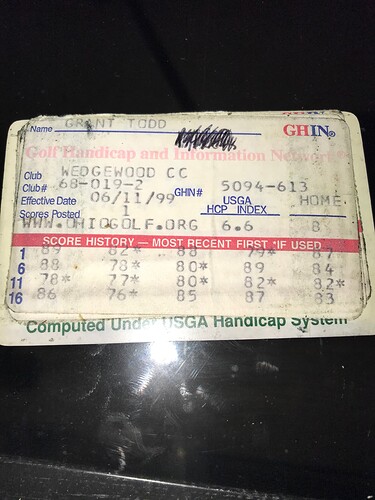 Name GRANT TODD
GHIN®
Golf Handicap and Information Network®
Club WEDGEWOOD CC
Club# 68-019-2 GHIN# 5094-613
Effective Date 06/11/99 USGA HCP INDEX HOME
Scores Posted 1
WWW.OHIOGOLF.ORG 6.6 8
SCORE HISTORY — MOST RECENT FIRST *IF USED
1 89 82* 88 79* 87
6 88 78* 80* 89 84
11 78* 77* 80* 82* 82*
16 86 76* 85 87 83
Computed Under USGA Handicap System